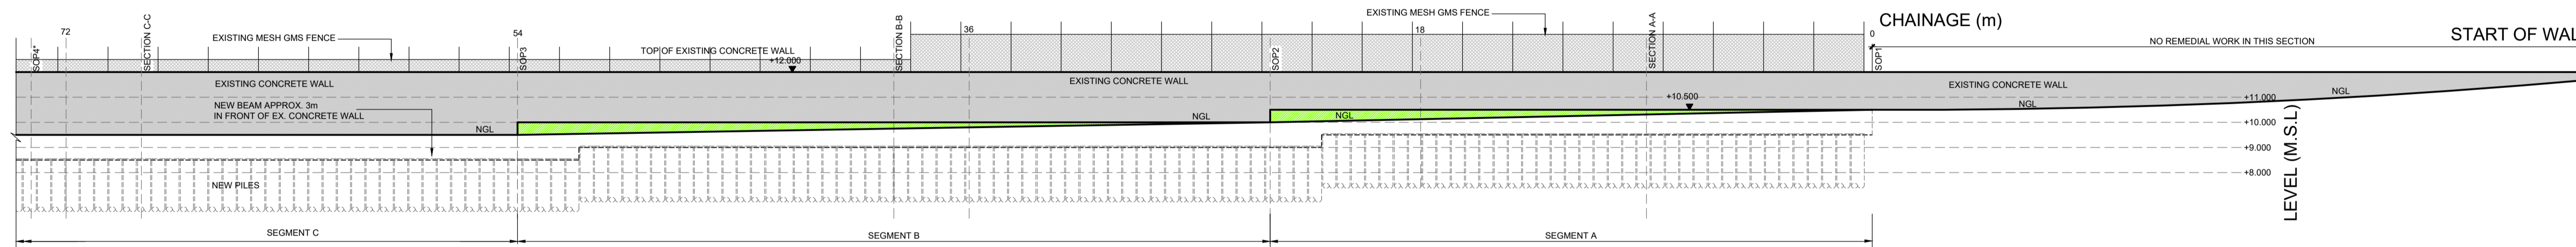 72
SOP4*
SECTION C-C
EXISTING MESH GMS FENCE
54
SOP3
TOP OF EXISTING CONCRETE WALL
+12.000
SECTION B-B
36
SOP2
18
EXISTING MESH GMS FENCE
SECTION A-A
0
SOP1
CHAINAGE (m)
NO REMEDIAL WORK IN THIS SECTION
START OF WAL
EXISTING CONCRETE WALL
EXISTING CONCRETE WALL
EXISTING CONCRETE WALL
NEW BEAM APPROX. 3m
IN FRONT OF EX. CONCRETE WALL
NGL
NGL
NGL
+10.500
NGL
NGL
+11.000
+10.000
+9.000
+8.000
LEVEL (M.S.L)
NEW PILES
SEGMENT C
SEGMENT B
SEGMENT A